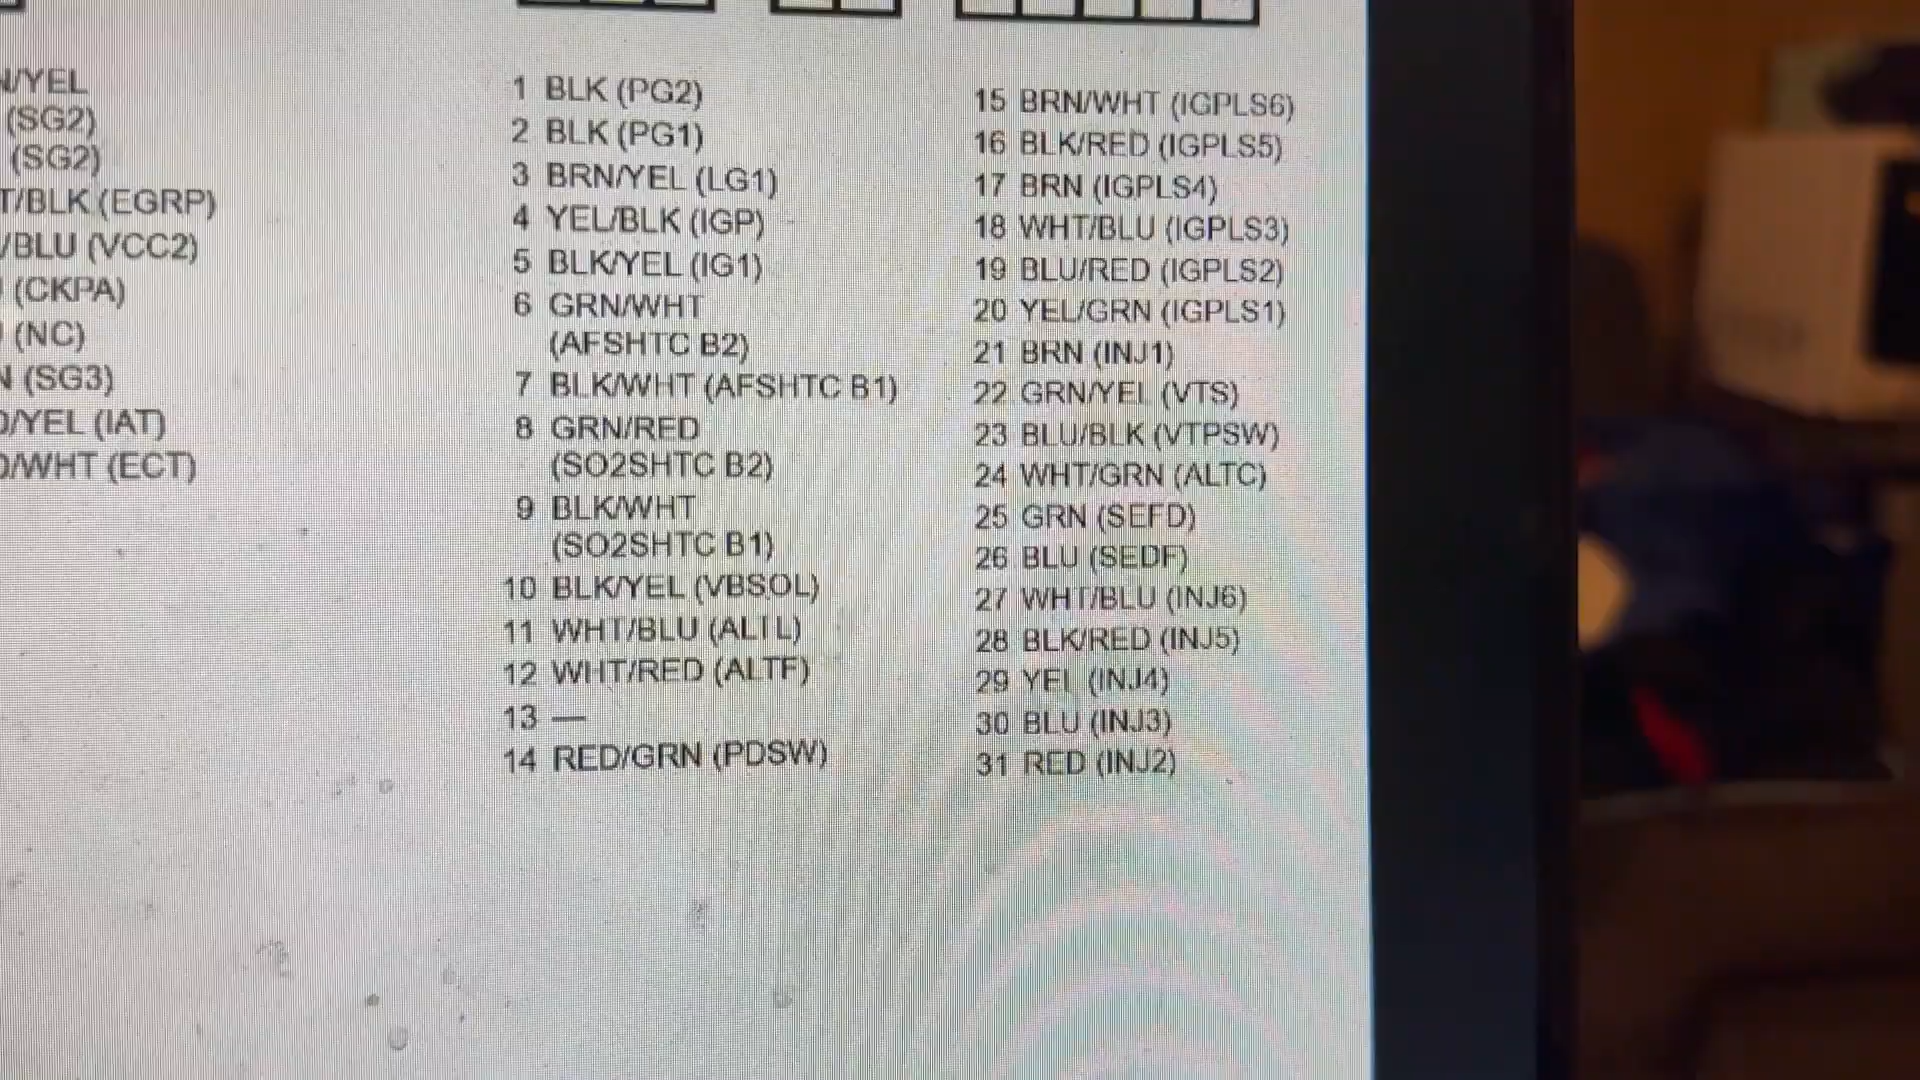 /YEL
(SG2)
(SG2)
T/BLK (EGRP)
/BLU (VCC2)
(CKPA)
(NC)
N (SG3)
/YEL (IAT)
/WHT (ECT)
1 BLK (PG2)
2 BLK (PG1)
3 BRN/YEL (LG1)
4 YEL/BLK (IGP)
5 BLK/YEL (IG1)
6 GRN/WHT
(AFSHTC B2)
7 BLK/WHT (AFSHTC B1)
8 GRN/RED
(SO2SHTC B2)
9 BLK/WHT
(SO2SHTC B1)
10 BLK/YEL (VBSOL)
11 WHT/BLU (ALTL)
12 WHT/RED (ALTF)
13 —
14 RED/GRN (PDSW)
15 BRN/WHT (IGPLS6)
16 BLK/RED (IGPLS5)
17 BRN (IGPLS4)
18 WHT/BLU (IGPLS3)
19 BLU/RED (IGPLS2)
20 YEL/GRN (IGPLS1)
21 BRN (INJ1)
22 GRN/YEL (VTS)
23 BLU/BLK (VTPSW)
24 WHT/GRN (ALTC)
25 GRN (SEFD)
26 BLU (SEDF)
27 WHT/BLU (INJ6)
28 BLK/RED (INJ5)
29 YEL (INJ4)
30 BLU (INJ3)
31 RED (INJ2)